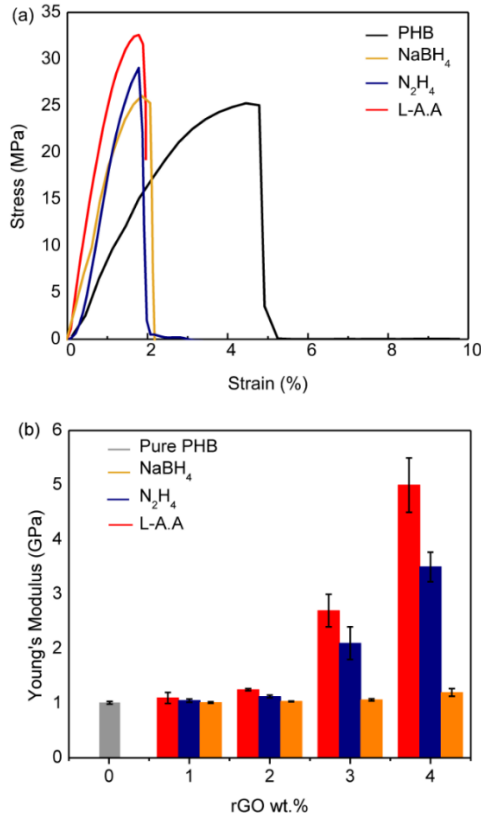 (a)
35
30
25
20
15
10
5
0
Stress (MPa)
PHB
NaBH₄
N₂H₄
L-A.A
0 2 4 6 8 10
Strain (%)
(b)
6
5
4
3
2
1
0
Young's Modulus (GPa)
Pure PHB
NaBH₄
N₂H₄
L-A.A
0 1 2 3 4
rGO wt.%